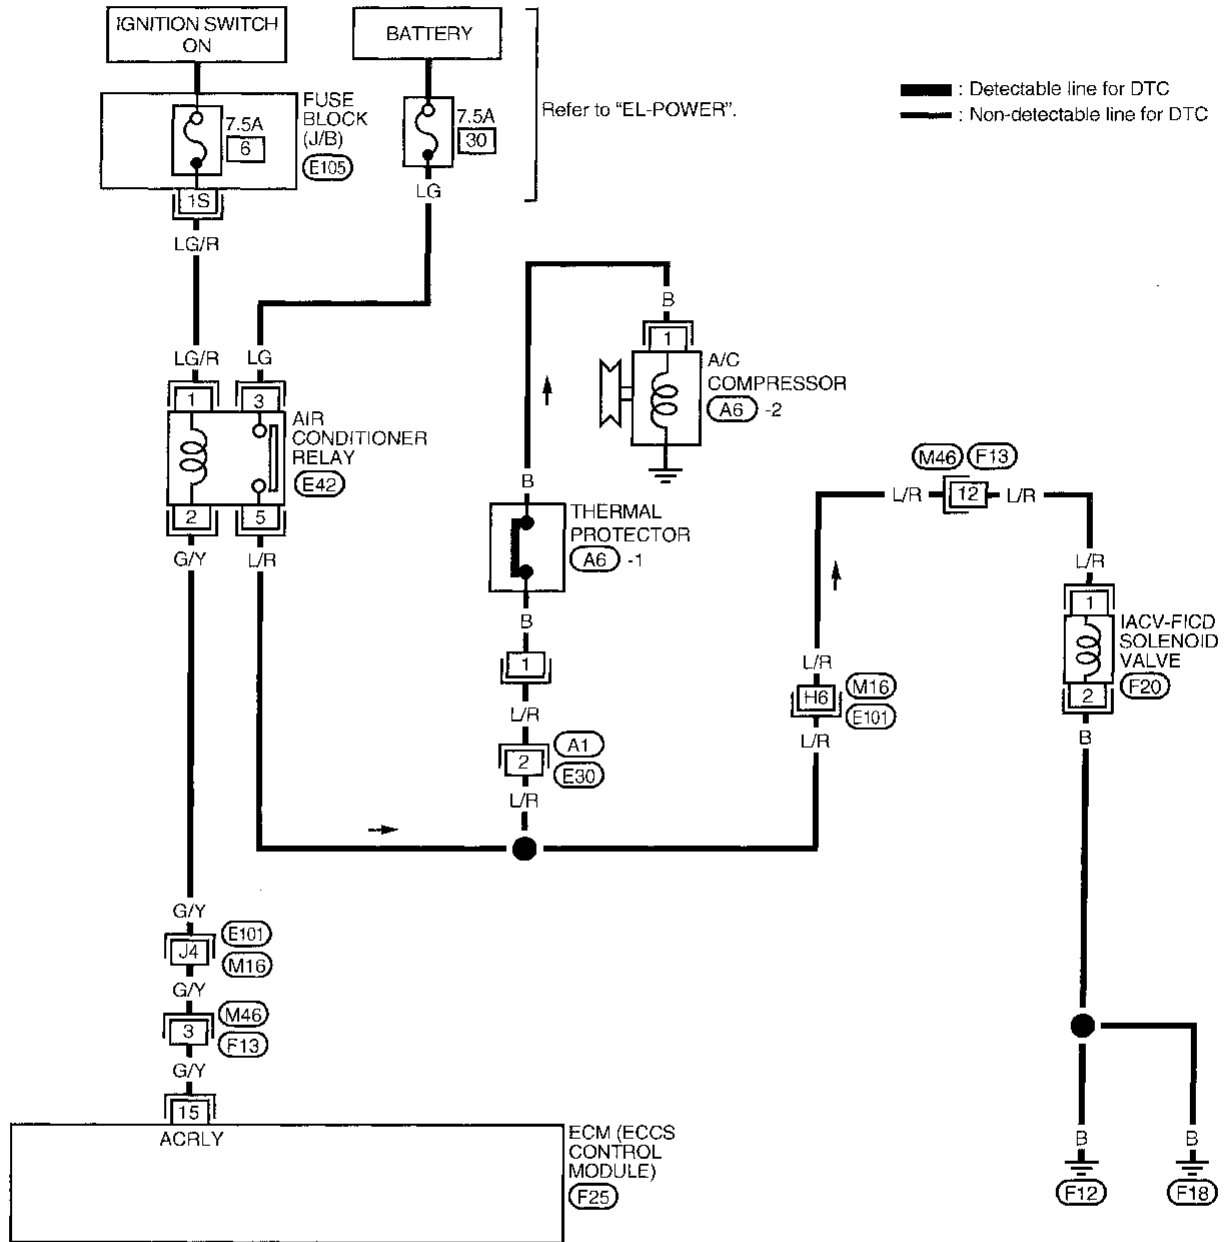 IGNITION SWITCH
ON
BATTERY
Refer to "EL-POWER".
: Detectable line for DTC
: Non-detectable line for DTC
7.5A
6
FUSE
BLOCK
(J/B)
E105
7.5A
30
1S
LG
LG/R
LG/R
LG
1
3
AIR
CONDITIONER
RELAY
E42
2
5
G/Y
L/R
B
1
A/C
COMPRESSOR
A6 -2
B
THERMAL
PROTECTOR
A6 -1
B
1
L/R
2
A1
E30
L/R
M46 F13
L/R 12 L/R
L/R
H6
M16
E101
L/R
L/R
1
IACV-FICD
SOLENOID
VALVE
F20
2
B
G/Y
J4
E101
M16
G/Y
3
M46
F13
G/Y
15
ACRLY
ECM (ECCS
CONTROL
MODULE)
F25
B
B
F12
F18